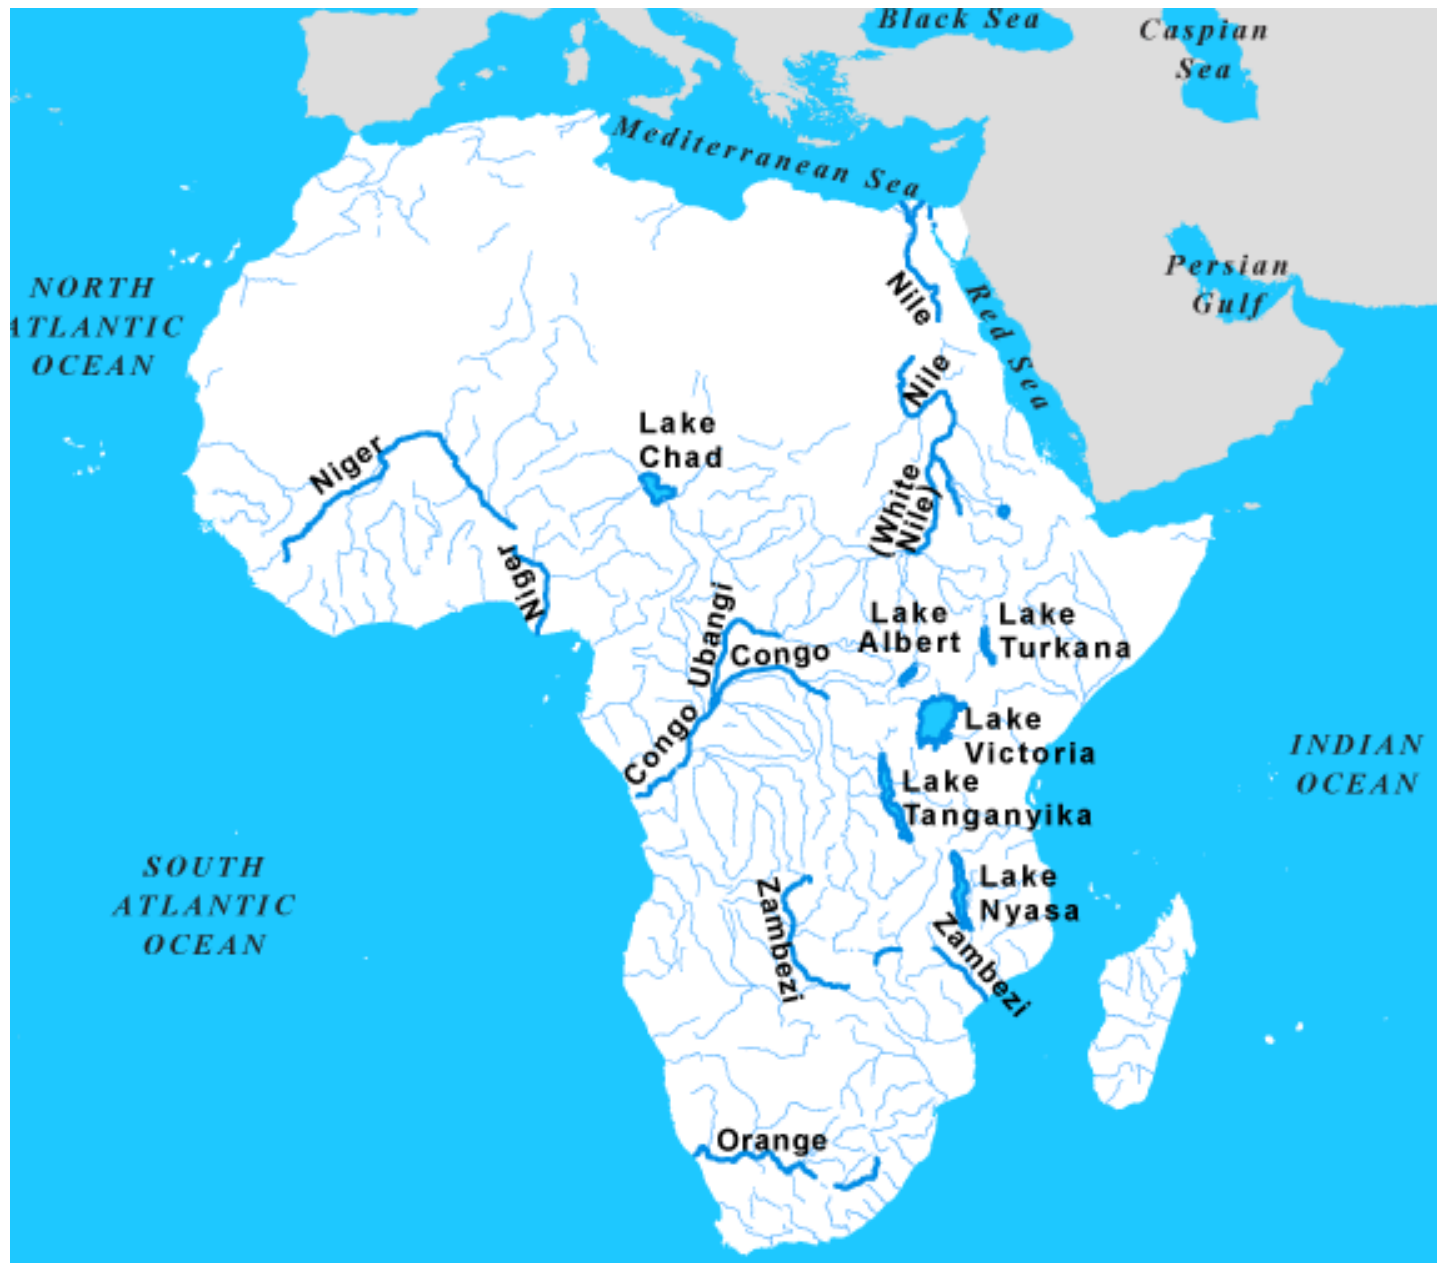 Black Sea
Caspian
Sea
Mediterranean Sea
Persian
Gulf
Red Sea
NORTH
ATLANTIC
OCEAN
Nile
Nile
(White
Nile)
Lake
Chad
Niger
Niger
Ubangi
Congo
Congo
Lake
Albert
Lake
Turkana
Lake
Victoria
Lake
Tanganyika
Lake
Nyasa
INDIAN
OCEAN
SOUTH
ATLANTIC
OCEAN
Zambezi
Zambezi
Orange